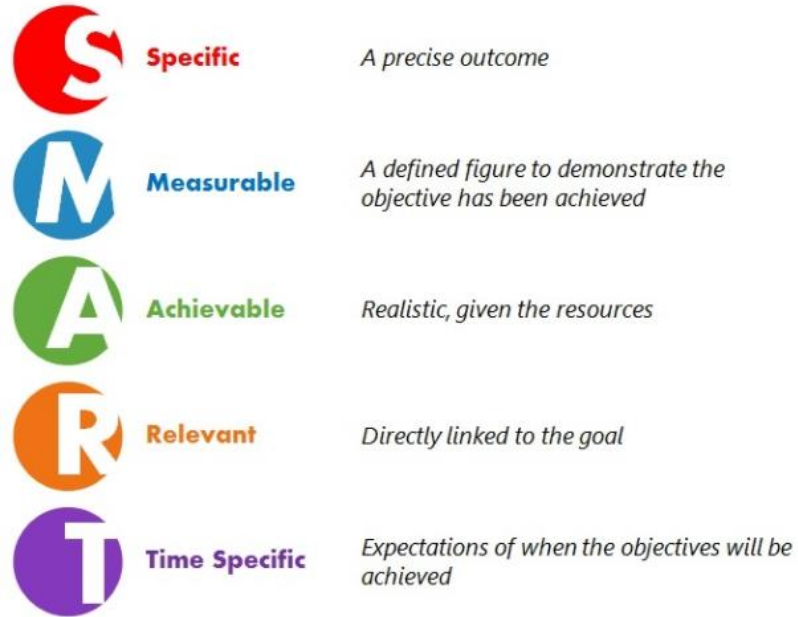 S Specific A precise outcome
M Measurable A defined figure to demonstrate the
objective has been achieved
A Achievable Realistic, given the resources
R Relevant Directly linked to the goal
T Time Specific Expectations of when the objectives will be
achieved